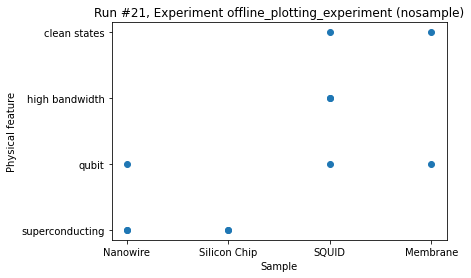 Run #21, Experiment offline_plotting_experiment (nosample)
clean states
high bandwidth
qubit
superconducting
Physical feature
Nanowire Silicon Chip SQUID Membrane
Sample